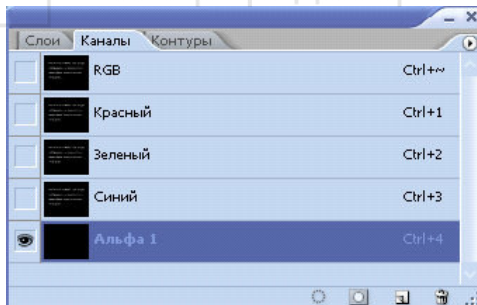 Слои Каналы Контуры
RGB Ctrl+~
Красный Ctrl+1
Зеленый Ctrl+2
Синий Ctrl+3
Альфа 1 Ctrl+4